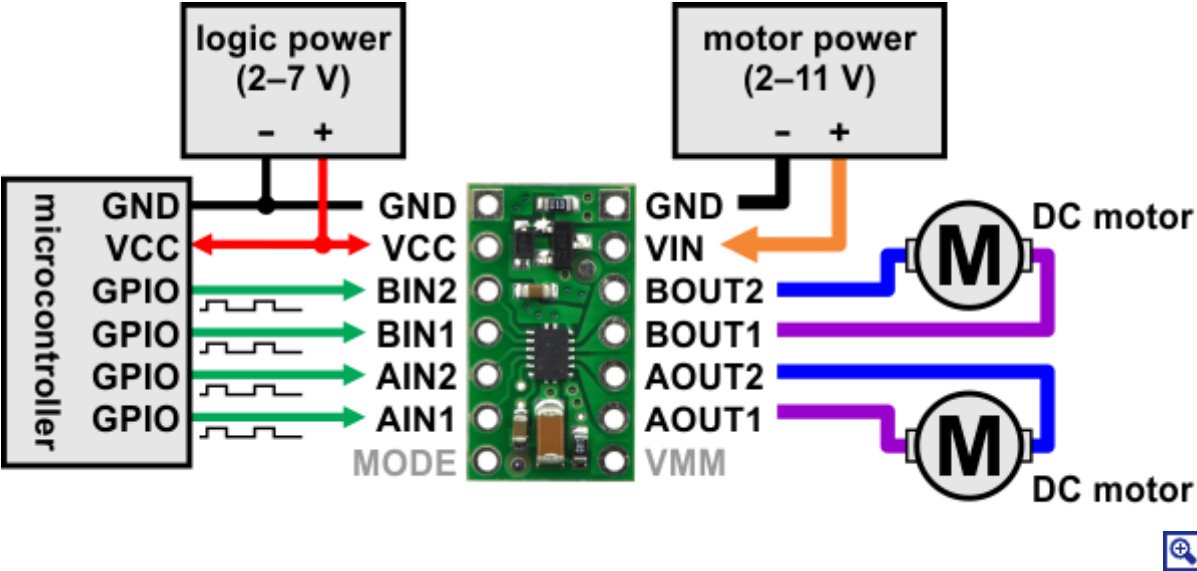 logic power
(2–7 V)
- +
motor power
(2–11 V)
- +
microcontroller
GND
VCC
GPIO
GPIO
GPIO
GPIO
GND
VCC
BIN2
BIN1
AIN2
AIN1
MODE
GND
VIN
BOUT2
BOUT1
AOUT2
AOUT1
VMM
M
DC motor
M
DC motor